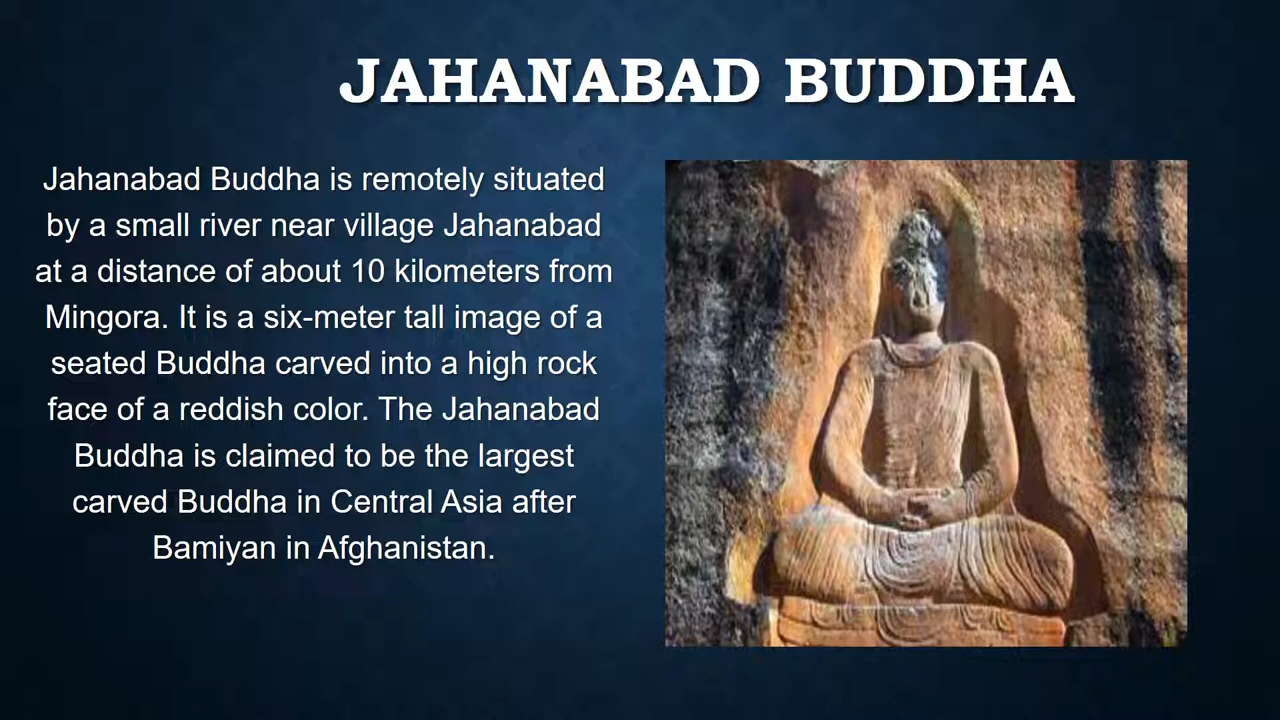 JAHANABAD BUDDHA
Jahanabad Buddha is remotely situated
by a small river near village Jahanabad
at a distance of about 10 kilometers from
Mingora. It is a six-meter tall image of a
seated Buddha carved into a high rock
face of a reddish color. The Jahanabad
Buddha is claimed to be the largest
carved Buddha in Central Asia after
Bamiyan in Afghanistan.